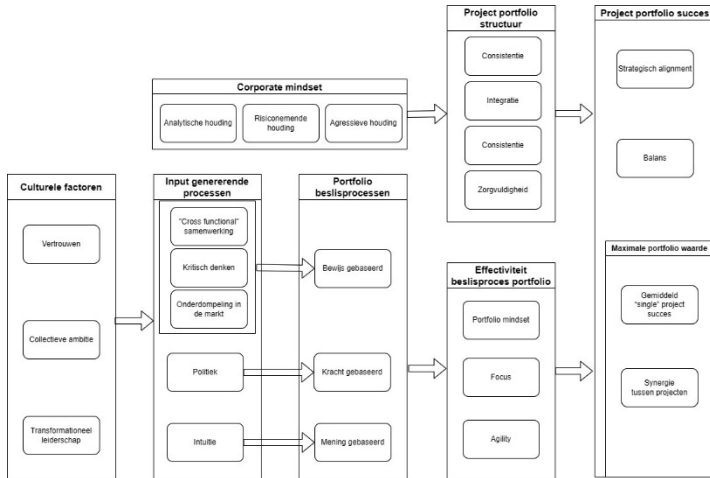 Project portfolio
structuur
Consistentie
Integratie
Consistentie
Zorgvuldigheid
Project portfolio succes
Strategisch alignment
Balans
Maximale portfolio waarde
Gemiddeld
"single" project
succes
Synergie
tussen projecten
Corporate mindset
Analytische houding
Risiconemende
houding
Agressieve houding
Culturele factoren
Vertrouwen
Collectieve ambitie
Transformationeel
leiderschap
Input genererende
processen
"Cross functional"
samenwerking
Kritisch denken
Onderdompeling in
de markt
Politiek
Intuïtie
Portfolio
beslisprocessen
Bewijs gebaseerd
Kracht gebaseerd
Mening gebaseerd
Effectiviteit
beslisproces portfolio
Portfolio mindset
Focus
Agility